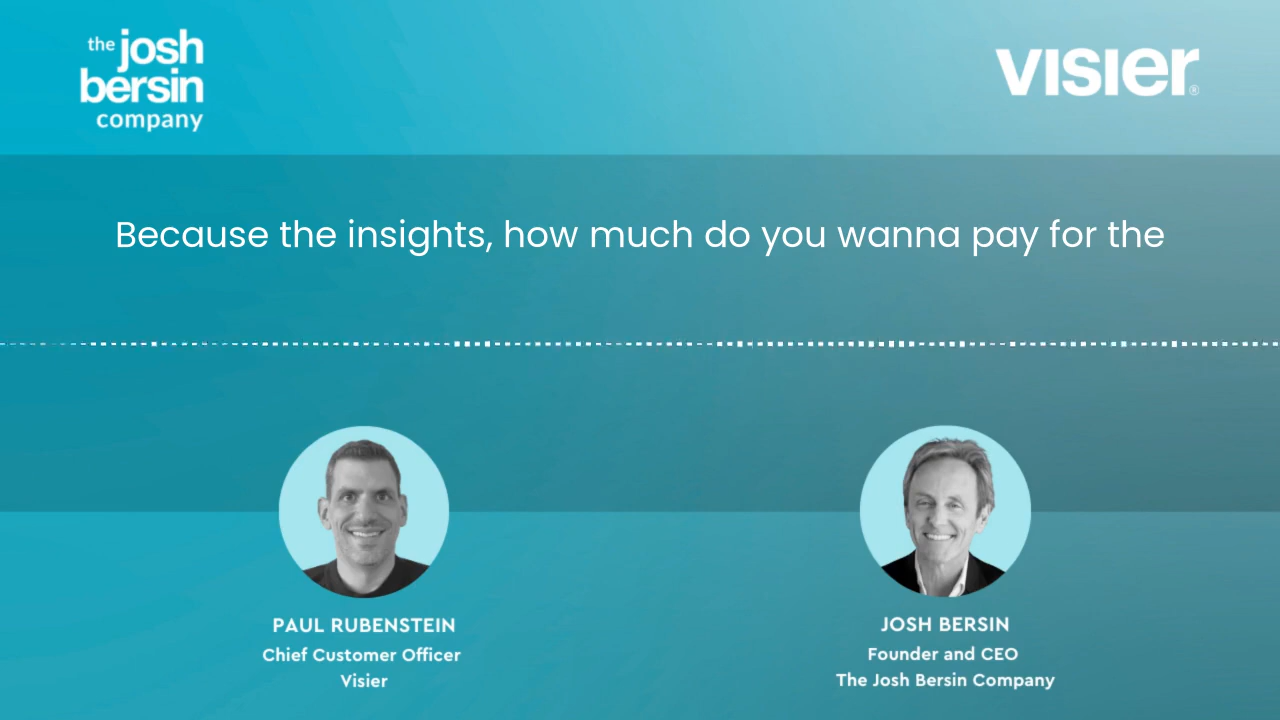 the josh
bersin
company
VISIER®
Because the insights, how much do you wanna pay for the
PAUL RUBENSTEIN
Chief Customer Officer
Visier
JOSH BERSIN
Founder and CEO
The Josh Bersin Company